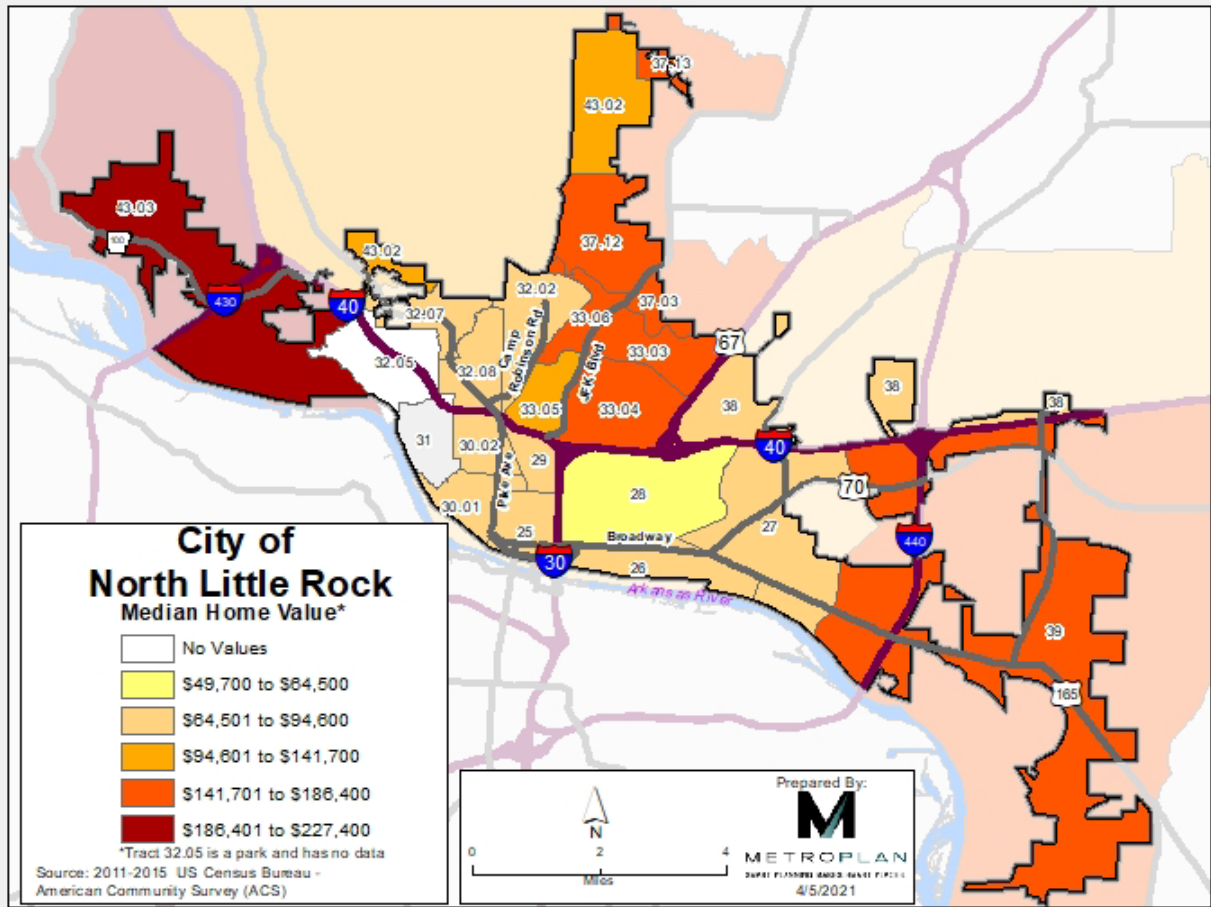 37.13
43.02
43.03
100
43.02
37.12
430
40
32.02
37.03
32.07
33.06
Camp
Robinson Rd
JFK Blvd
67
33.03
32.05
32.08
33.05
33.04
38
38
38
31
30.02
29
40
Pike Ave
28
70
27
30.01
25
Broadway
440
30
26
Arkansas River
39
165
City of
North Little Rock
Median Home Value*
No Values
$49,700 to $64,500
$64,501 to $94,600
$94,601 to $141,700
$141,701 to $186,400
$186,401 to $227,400
*Tract 32.05 is a park and has no data
Source: 2011-2015 US Census Bureau -
American Community Survey (ACS)
N
0 2 4
Miles
Prepared By:
M
METROPLAN
SMART PLANNING MAKES SMART PLACES
4/5/2021